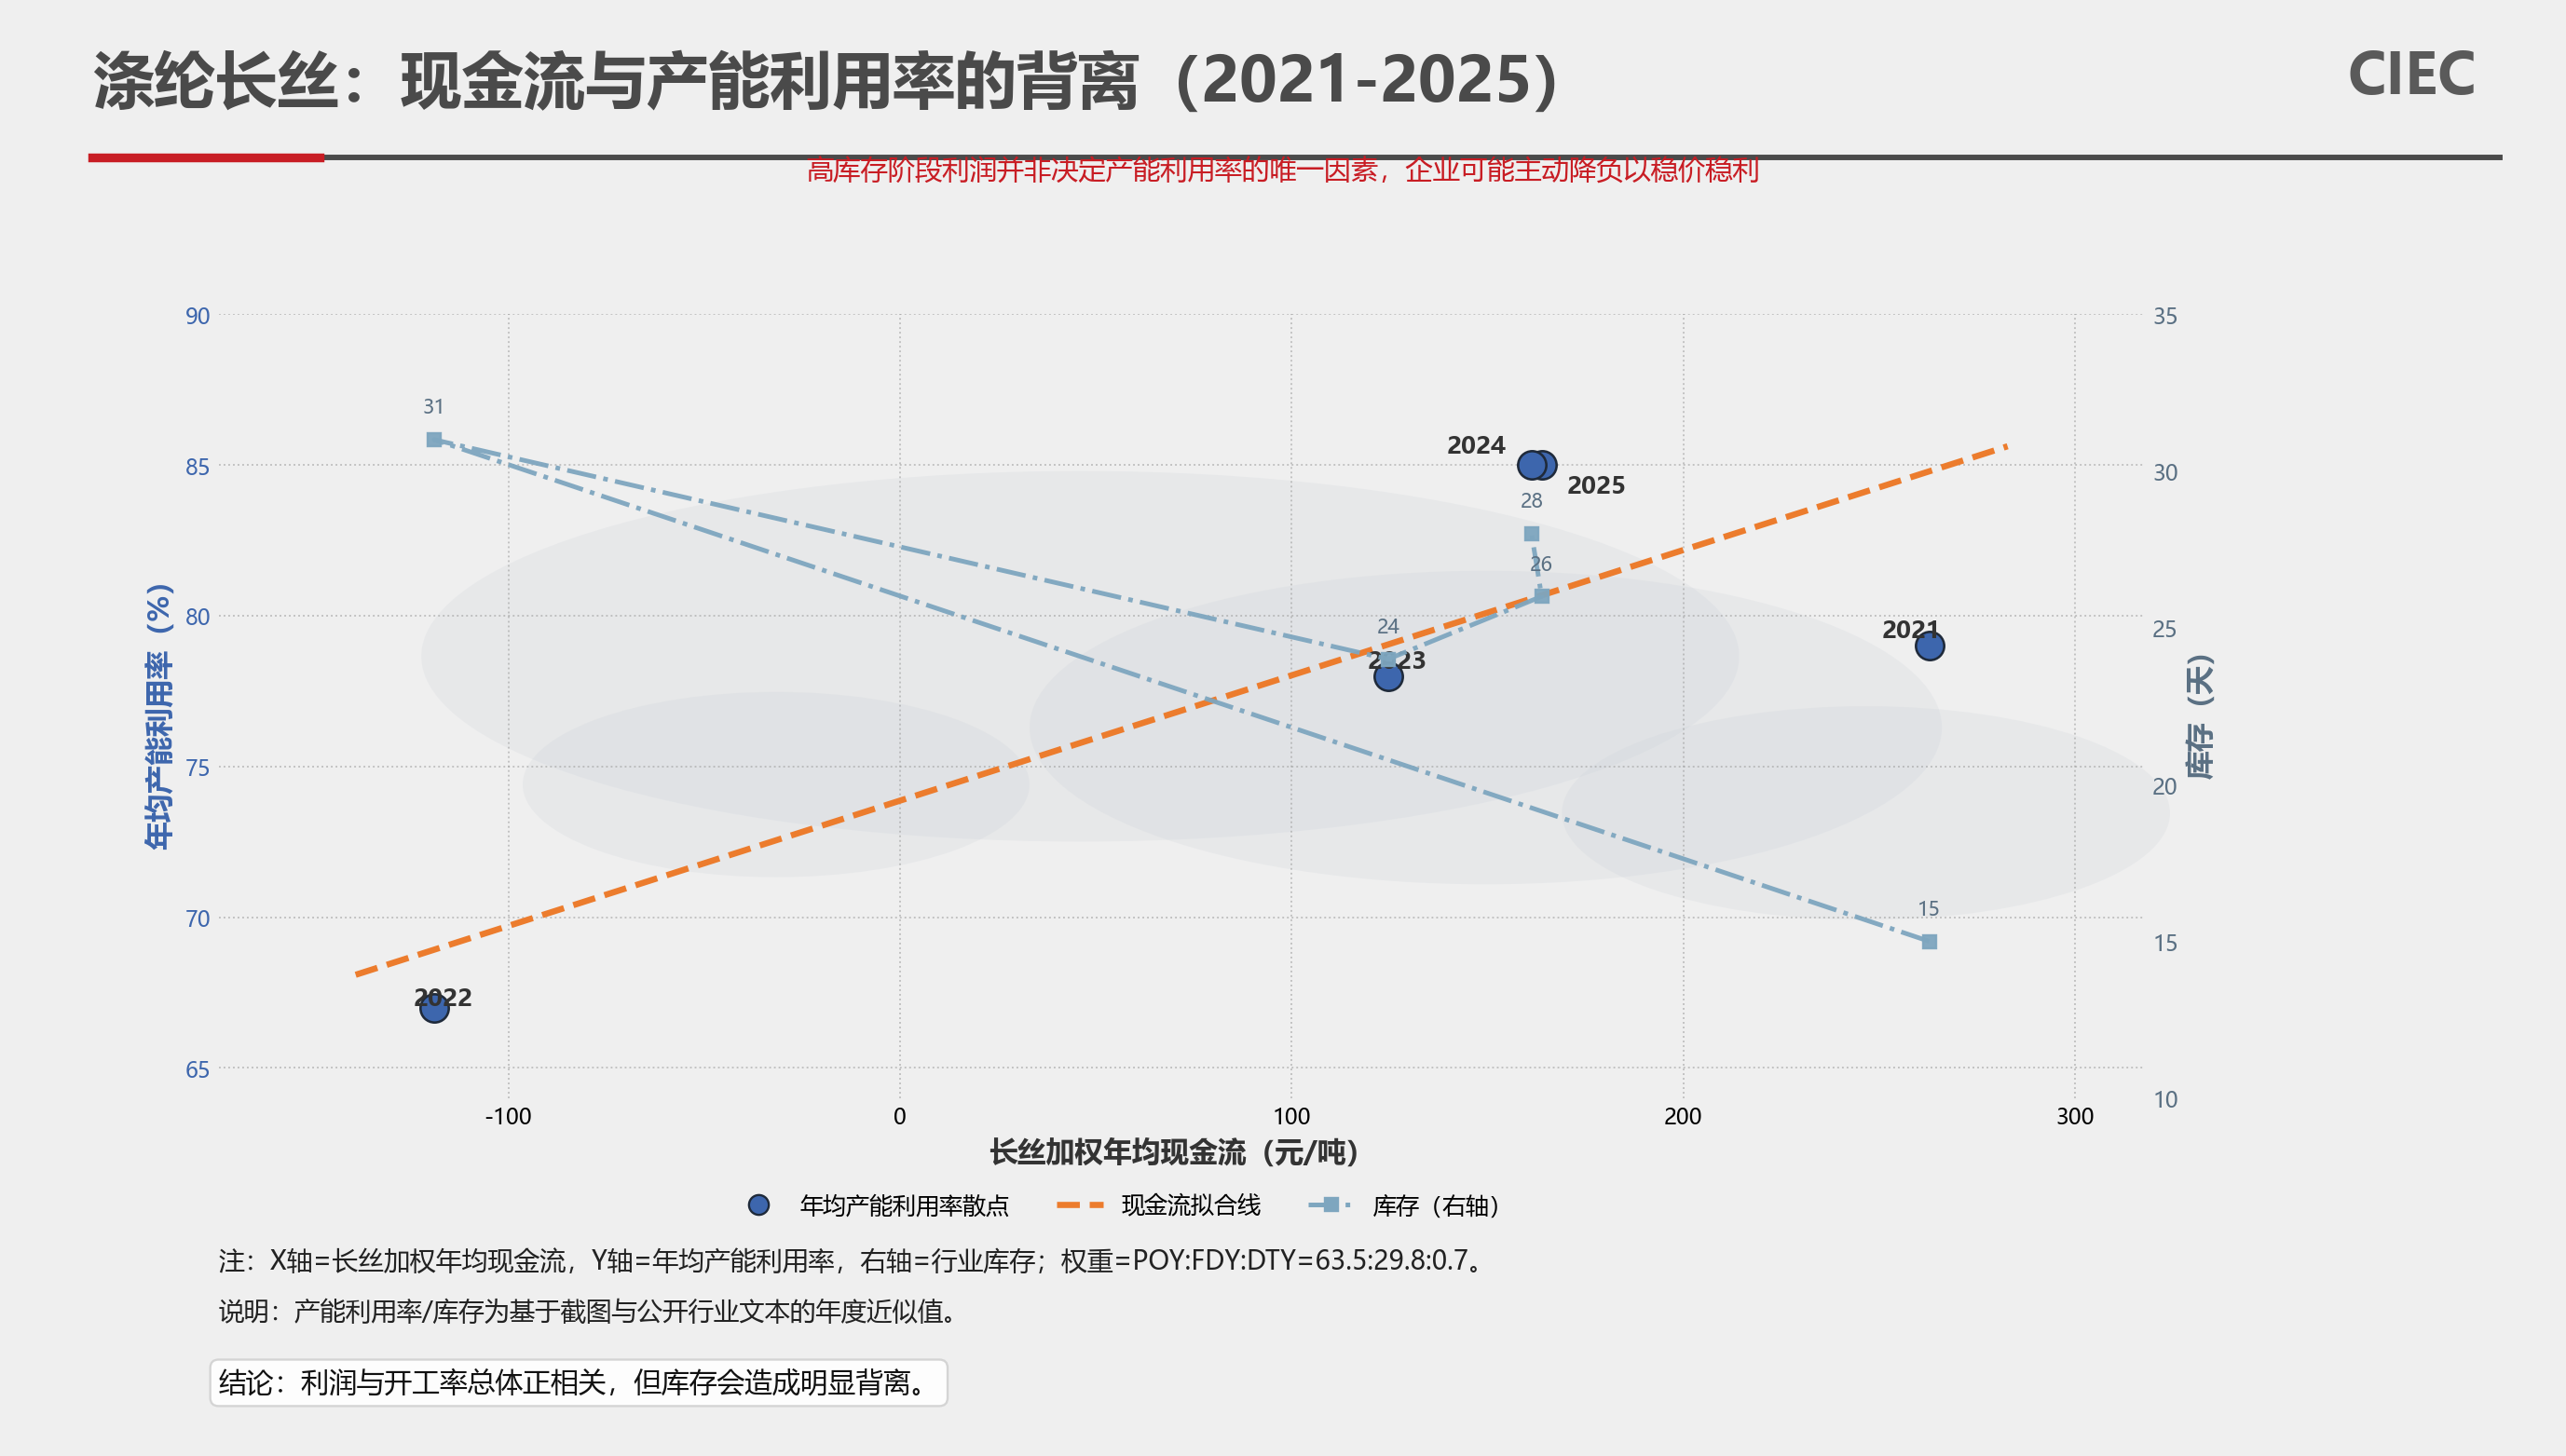 涤纶长丝：现金流与产能利用率的背离（2021-2025）
CIEC
高库存阶段利润并非决定产能利用率的唯一因素，企业可能主动降负以稳价稳利
90
85
80
75
70
65
年均产能利用率（%）
35
30
25
20
15
10
库存（天）
31
2024
2025
28
26
24
2023
2021
15
2022
-100
0
100
200
300
长丝加权年均现金流（元/吨）
年均产能利用率散点
现金流拟合线
库存（右轴）
注：X轴=长丝加权年均现金流，Y轴=年均产能利用率，右轴=行业库存；权重=POY:FDY:DTY=63.5:29.8:0.7。
说明：产能利用率/库存为基于截图与公开行业文本的年度近似值。
结论：利润与开工率总体正相关，但库存会造成明显背离。